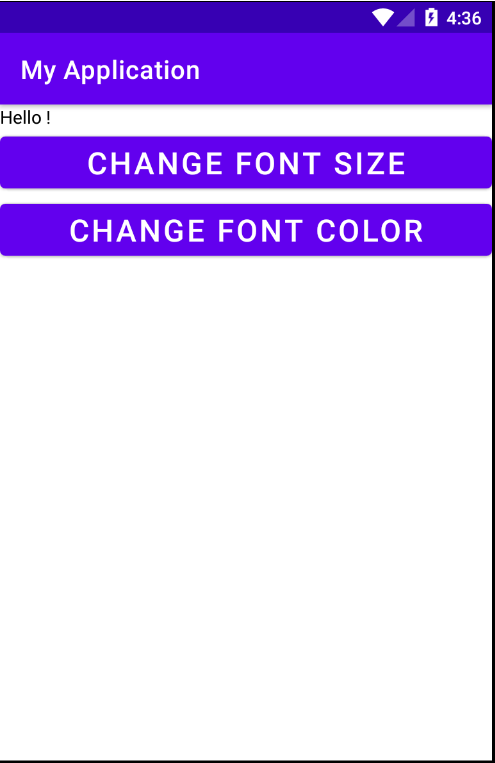 4:36
My Application
Hello !
CHANGE FONT SIZE
CHANGE FONT COLOR